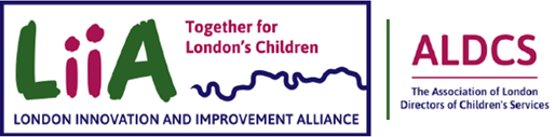 LiiA
Together for
London's Children
LONDON INNOVATION AND IMPROVEMENT ALLIANCE
ALDCS
The Association of London
Directors of Children's Services